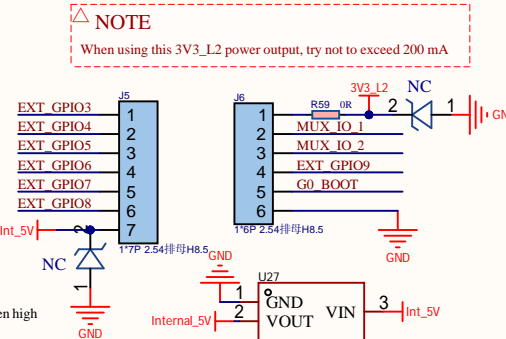 NOTE
When using this 3V3_L2 power output, try not to exceed 200 mA
J5
EXT_GPIO3 1
EXT_GPIO4 2
EXT_GPIO5 3
EXT_GPIO6 4
EXT_GPIO7 5
EXT_GPIO8 6
Int_5V 7
1*7P 2.54排母H8.5
2
NC
1
GND
J6
1 R59 0R
3V3_L2
NC
2 1
GN
2 MUX_IO_1
3 MUX_IO_2
4 EXT_GPIO9
5 G0_BOOT
6
1*6P 2.54排母H8.5
GND
GND
U27
1 GND
2 VOUT
Internal_5V
VIN 3
Int_5V
en high